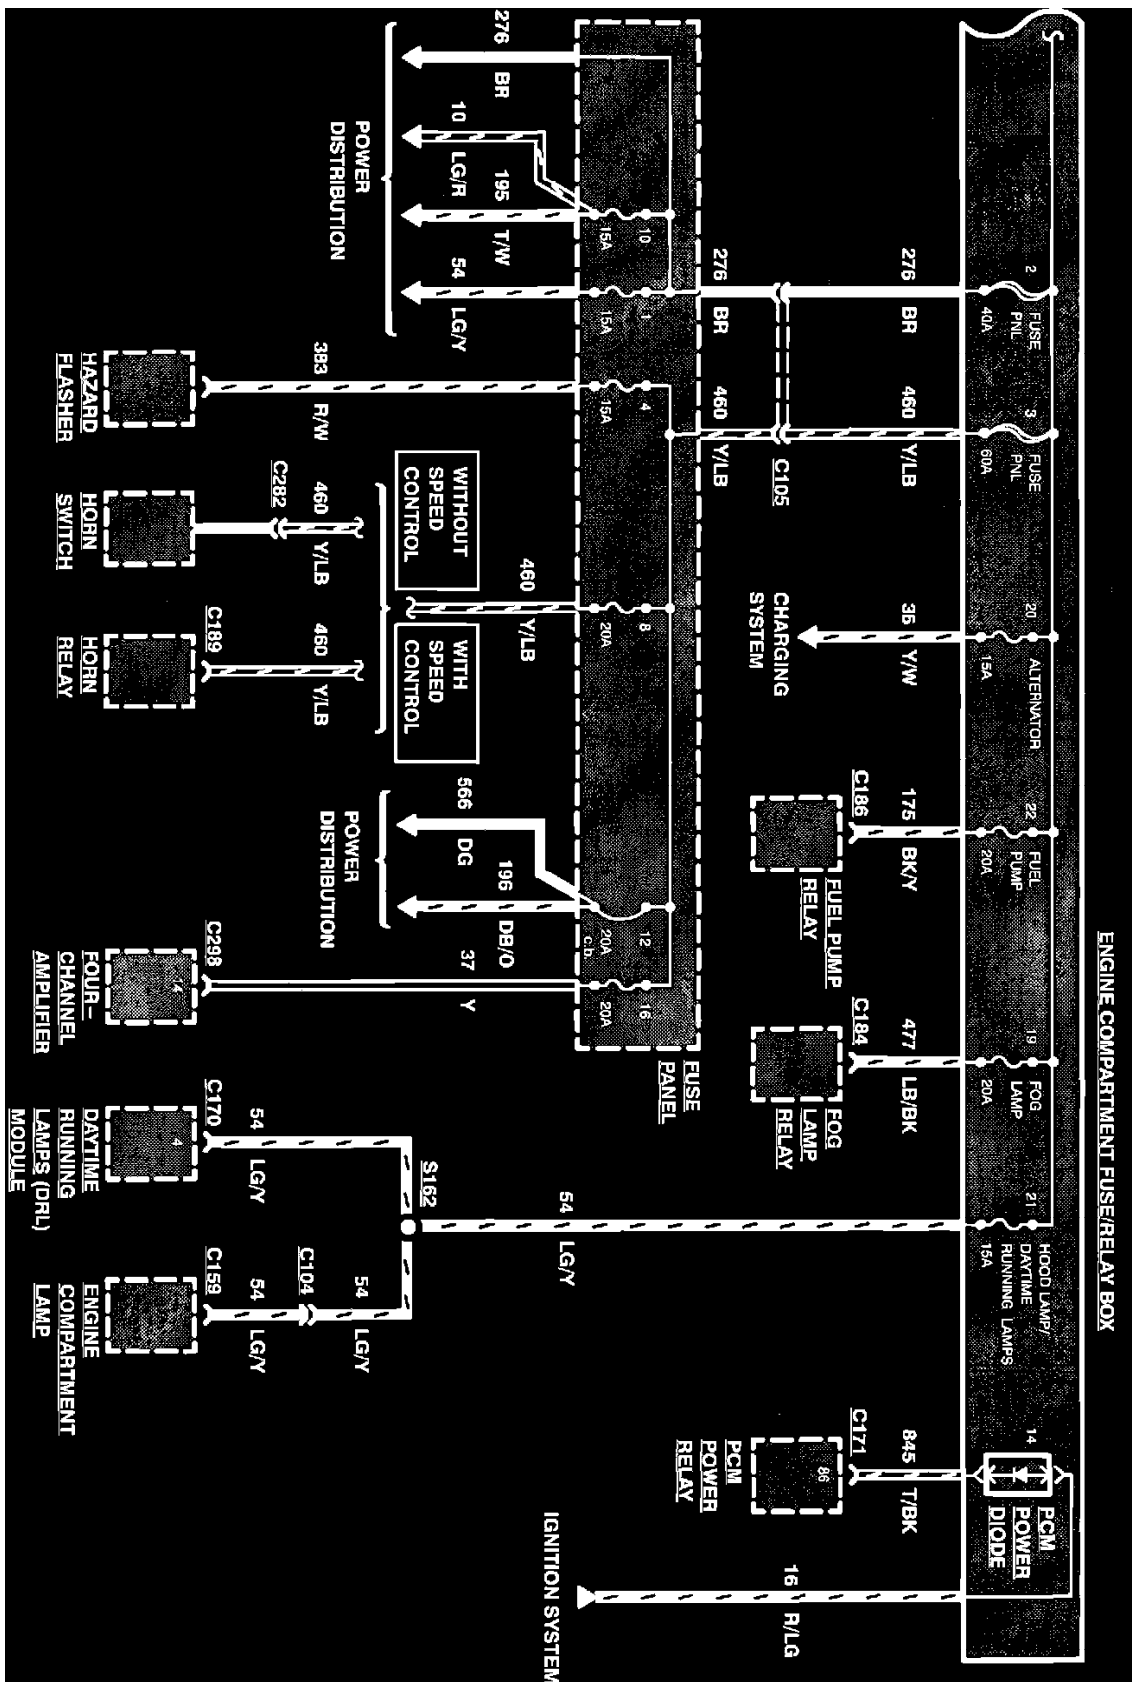 ENGINE COMPARTMENT FUSE/RELAY BOX
2
FUSE
PNL
40A
3
FUSE
PNL
60A
20
ALTERNATOR
15A
22
FUEL
PUMP
20A
19
FOG
LAMP
20A
21
HOOD LAMP/
DAYTIME
RUNNING LAMPS
15A
14
PCM
POWER
DIODE
276
BR
460
Y/LB
35
Y/W
175
BK/Y
477
LB/BK
845
T/BK
16
R/LG
C105
CHARGING
SYSTEM
C186
FUEL PUMP
RELAY
C184
FOG
LAMP
RELAY
C171
86
PCM
POWER
RELAY
IGNITION SYSTEM
276
BR
460
Y/LB
FUSE
PANEL
10
15A
1
15A
4
15A
8
20A
12
20A
c.b.
16
20A
276
BR
10
LG/R
195
T/W
54
LG/Y
POWER
DISTRIBUTION
383
R/W
460
Y/LB
WITHOUT
SPEED
CONTROL
WITH
SPEED
CONTROL
566
DG
196
DB/O
POWER
DISTRIBUTION
37
Y
54
LG/Y
S162
C282
460
Y/LB
460
Y/LB
C189
C298
54
LG/Y
C170
54
LG/Y
C104
54
LG/Y
C159
HAZARD
FLASHER
HORN
SWITCH
HORN
RELAY
14
FOUR–
CHANNEL
AMPLIFIER
4
DAYTIME
RUNNING
LAMPS (DRL)
MODULE
ENGINE
COMPARTMENT
LAMP